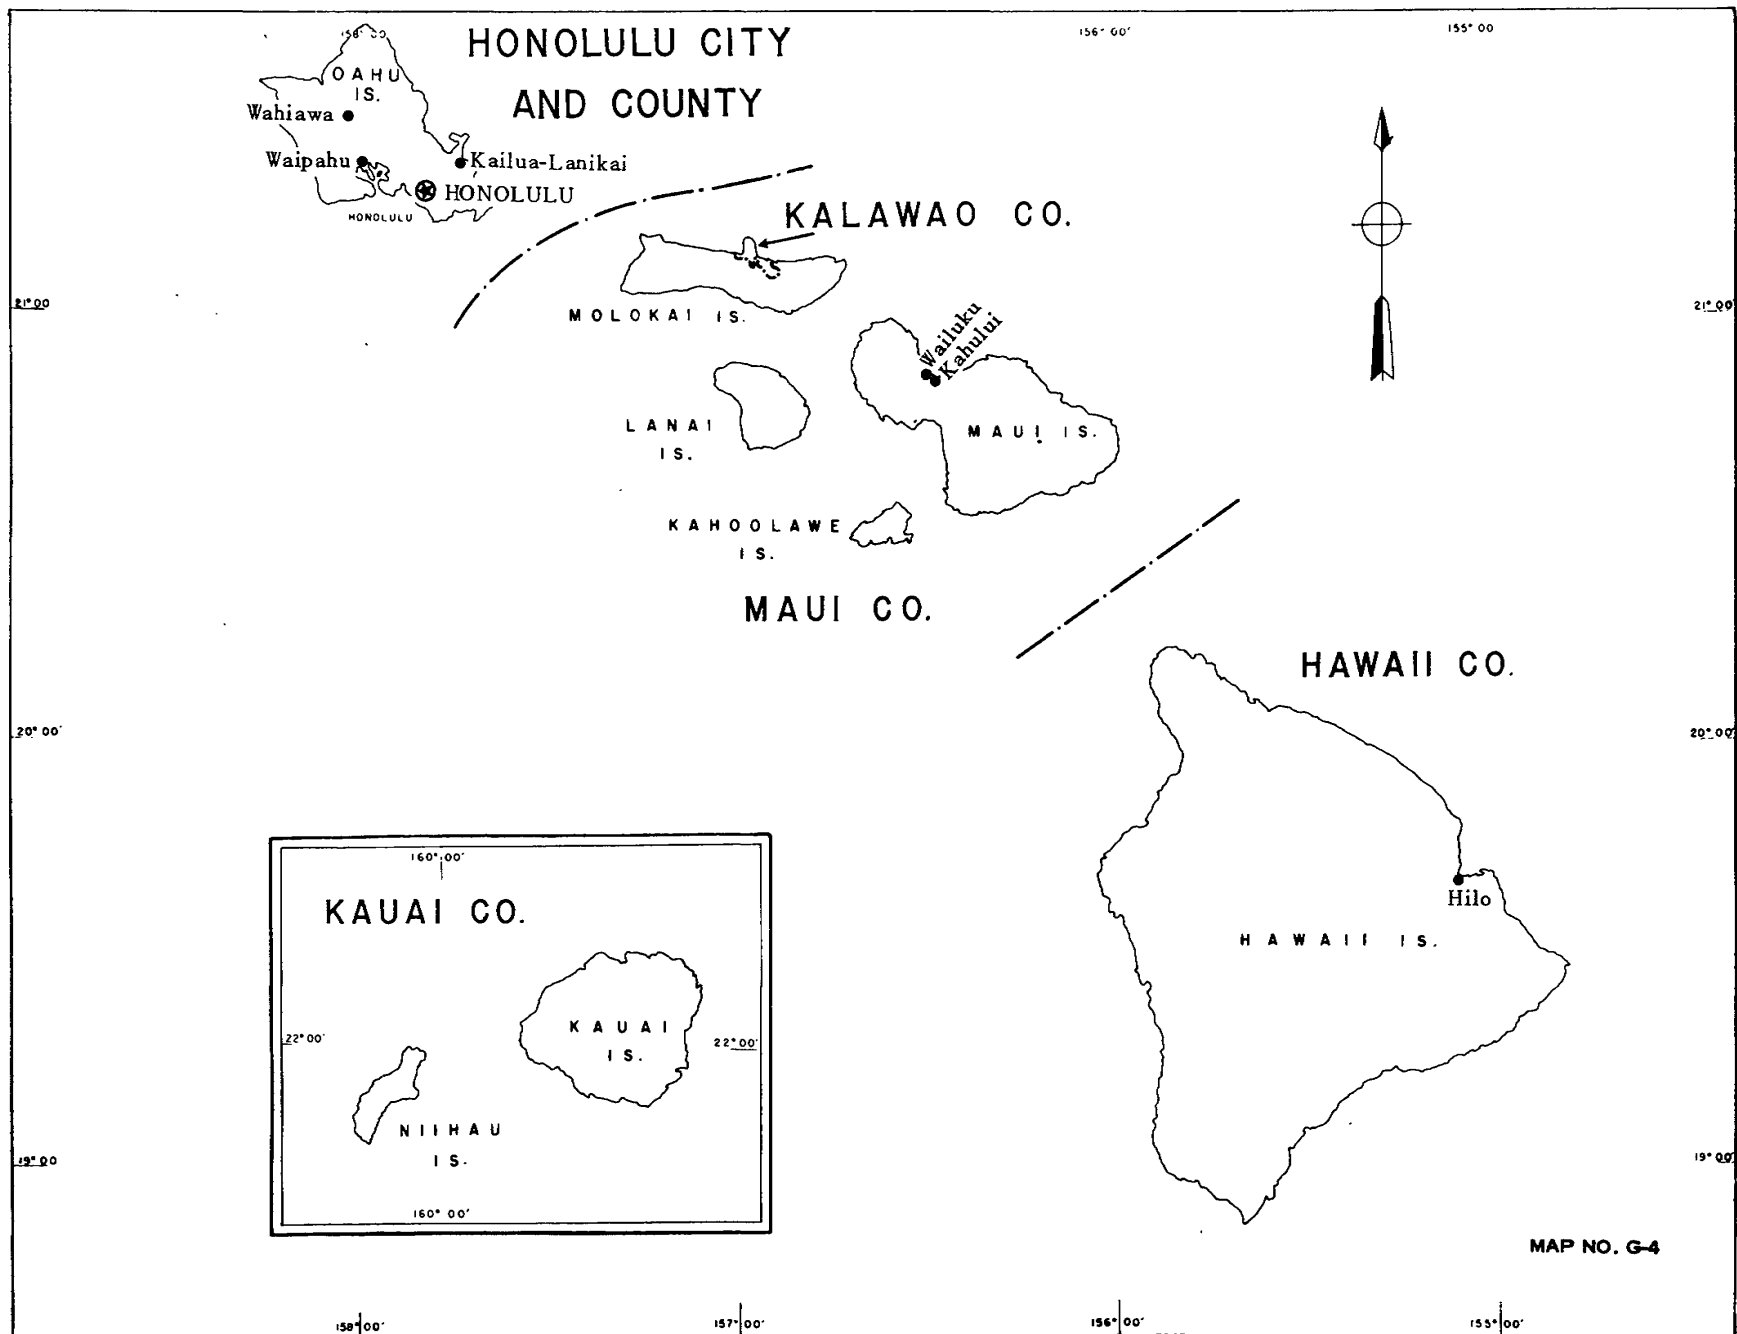 158° 00
156° 00'
155° 00
HONOLULU CITY
AND COUNTY
OAHU
IS.
Wahiawa
Waipahu
Kailua-Lanikai
HONOLULU
HONOLULU
KALAWAO CO.
21° 00
21° 00'
MOLOKAI IS.
Wailuku
Kahului
LANAI
IS.
MAUI IS.
KAHOOLAWE
IS.
MAUI CO.
HAWAII CO.
20° 00'
20° 00'
160° 00'
KAUAI CO.
Hilo
HAWAII IS.
KAUAI
IS.
22° 00'
22° 00'
NIIHAU
IS.
19° 00
19° 00'
160° 00'
MAP NO. G-4
158° 00'
157° 00'
156° 00'
155° 00'